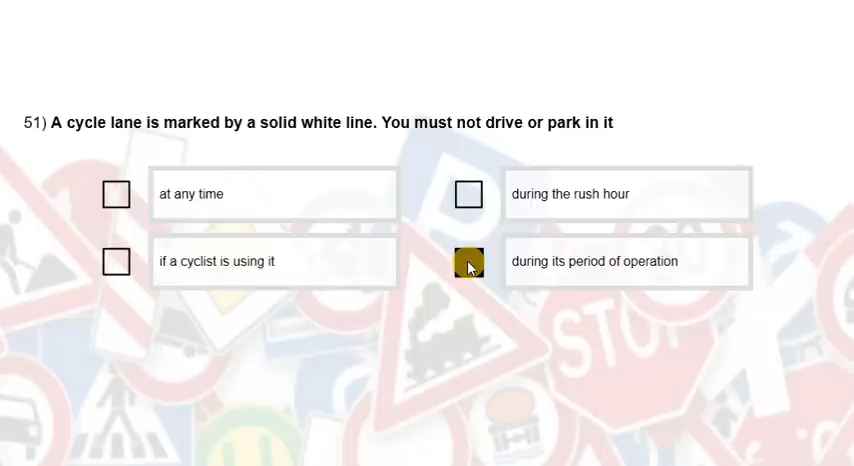 51) A cycle lane is marked by a solid white line. You must not drive or park in it
at any time
during the rush hour
if a cyclist is using it
during its period of operation
STOP